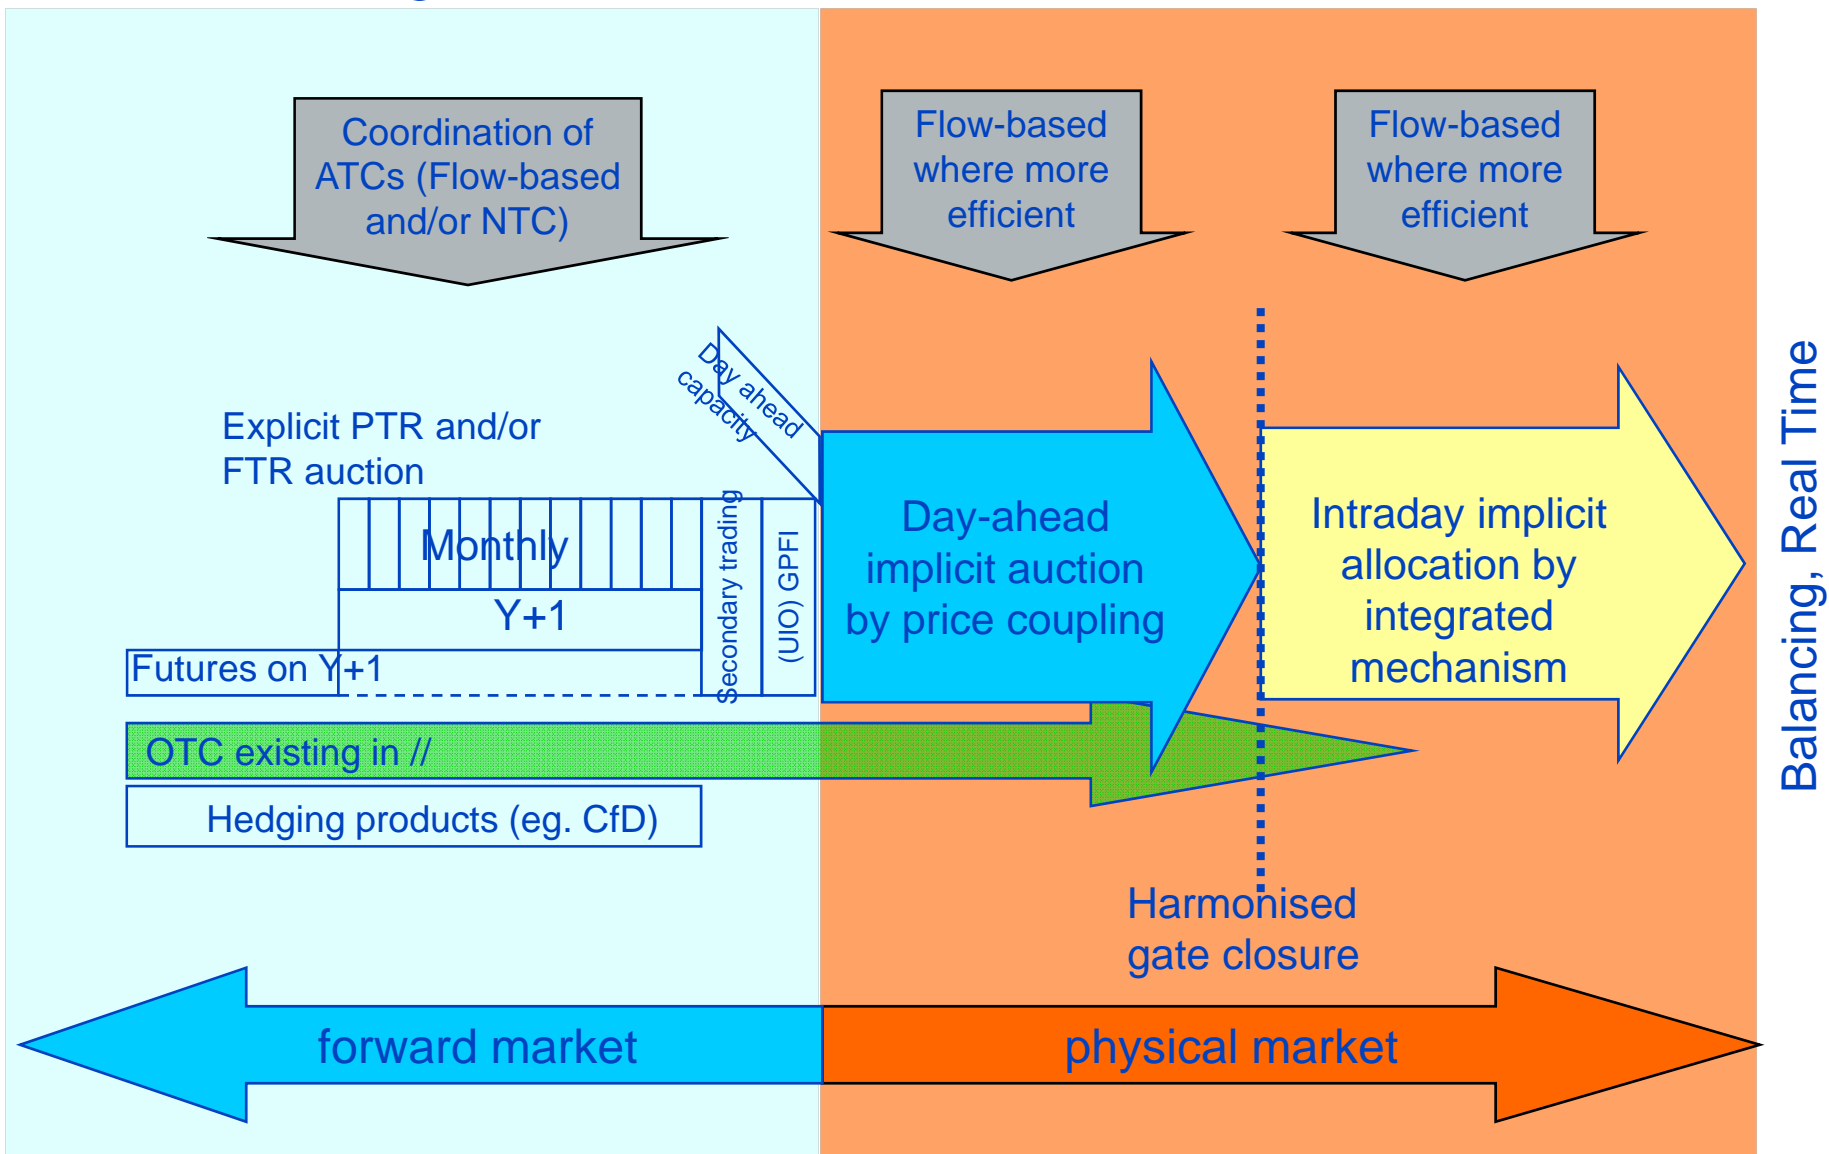 Coordination of
ATCs (Flow-based
and/or NTC)
Flow-based
where more
efficient
Flow-based
where more
efficient
Day ahead
capacity
Explicit PTR and/or
FTR auction
Monthly
Y+1
Futures on Y+1
Secondary trading
(UIO) GPFI
Day-ahead
implicit auction
by price coupling
Intraday implicit
allocation by
integrated
mechanism
OTC existing in //
Hedging products (eg. CfD)
Harmonised
gate closure
forward market
physical market
Balancing, Real Time